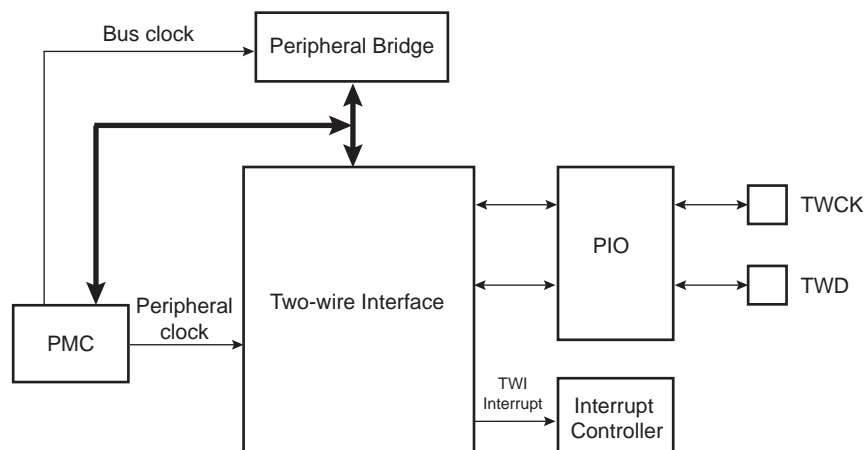 Bus clock
Peripheral Bridge
TWCK
PIO
Two-wire Interface
TWD
Peripheral
clock
PMC
TWI
Interrupt
Interrupt
Controller